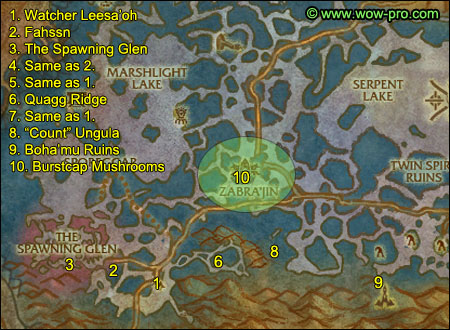 © www.wow-pro.com
1. Watcher Leesa'oh
2. Fahssn
3. The Spawning Glen
4. Same as 2.
5. Same as 1.
6. Quagg Ridge
7. Same as 1.
8. “Count” Ungula
9. Boha'mu Ruins
10. Burstcap Mushrooms
MARSHLIGHT
LAKE
SERPENT
LAKE
10
ZABRA'JIN
TWIN SPIRE
RUINS
THE
SPAWNING GLEN
3
2
1
6
8
9